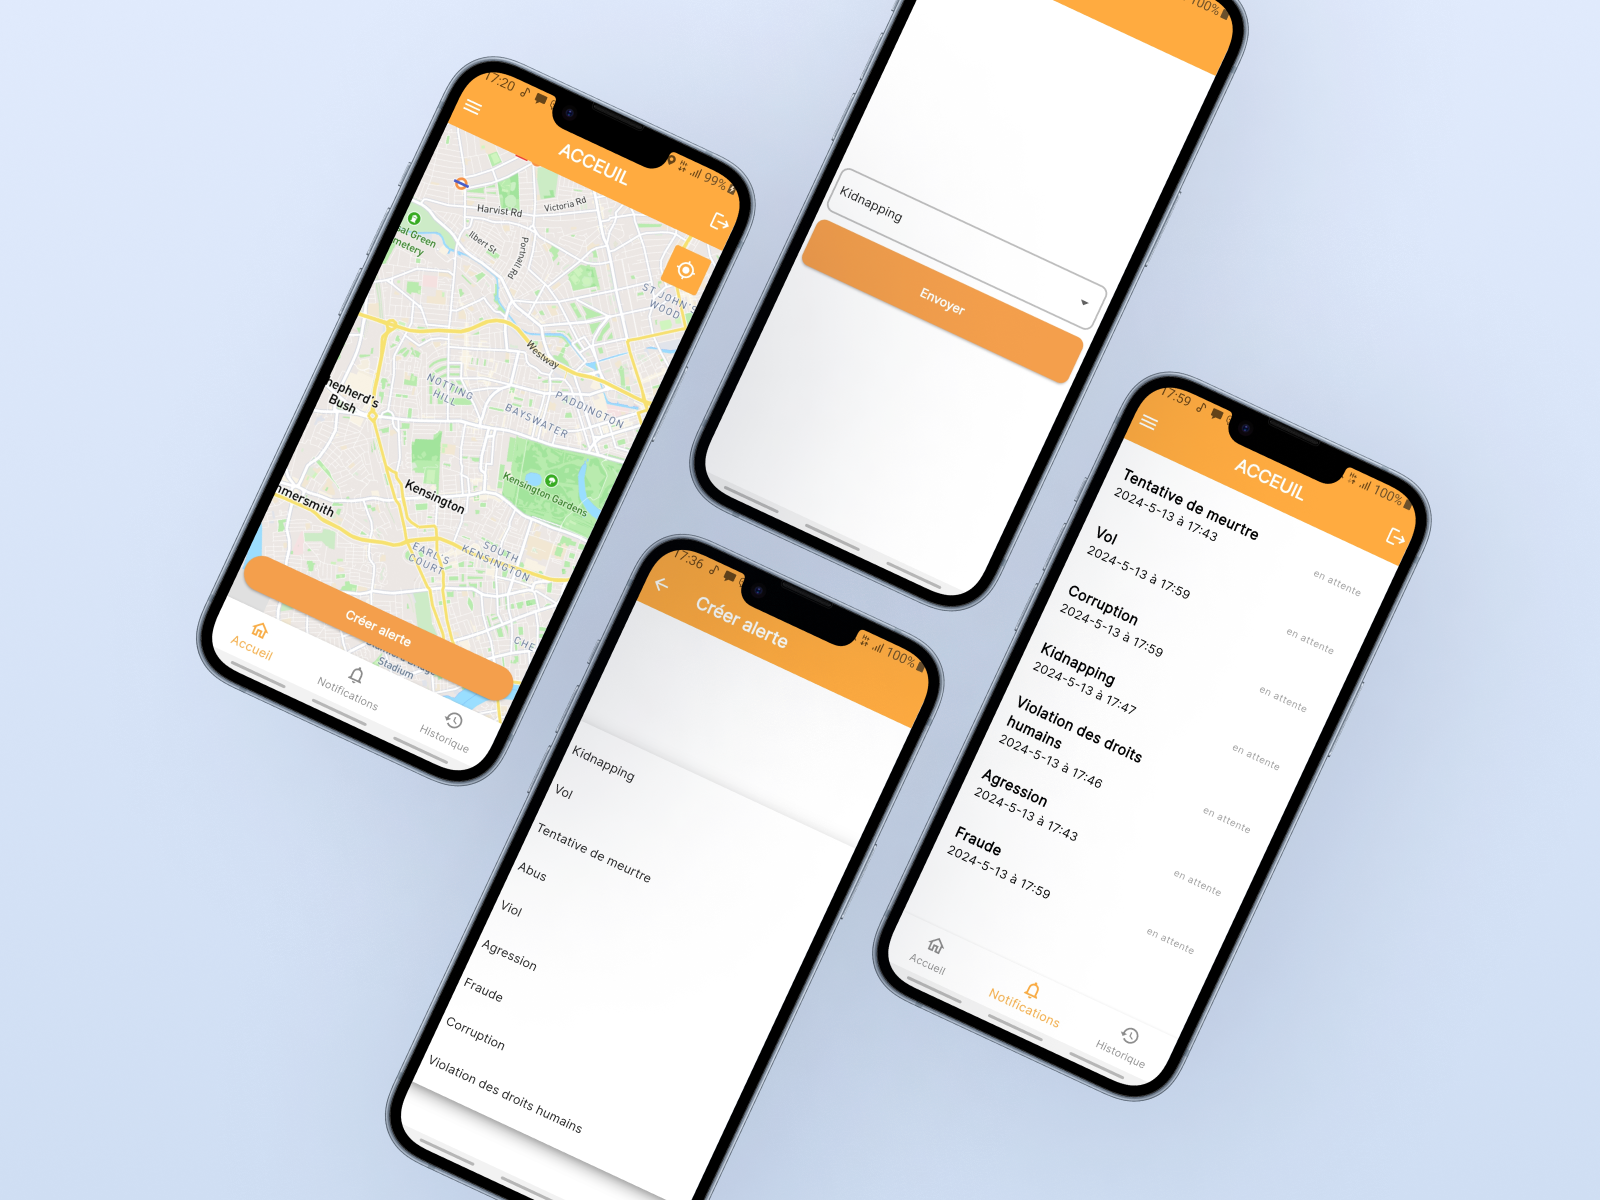 17:20
99%
ACCEUIL
Harvist Rd
Victoria Rd
Ilbert St
Portnall Rd
al Green
metery
ST JOHN'S
WOOD
Westway
hepherd's
Bush
NOTTING
HILL
BAYSWATER
PADDINGTON
Kensington Gardens
Kensington
mmersmith
EARL'S
COURT
SOUTH
KENSINGTON
CHE
Stadium
Créer alerte
Accueil
Notifications
Historique
100%
Kidnapping
Envoyer
17:36
100%
Créer alerte
Kidnapping
Vol
Tentative de meurtre
Abus
Viol
Agression
Fraude
Corruption
Violation des droits humains
17:59
100%
ACCEUIL
Tentative de meurtre
2024-5-13 à 17:43
en attente
Vol
2024-5-13 à 17:59
en attente
Corruption
2024-5-13 à 17:59
en attente
Kidnapping
2024-5-13 à 17:47
en attente
Violation des droits
humains
2024-5-13 à 17:46
en attente
Agression
2024-5-13 à 17:43
en attente
Fraude
2024-5-13 à 17:59
en attente
Accueil
Notifications
Historique